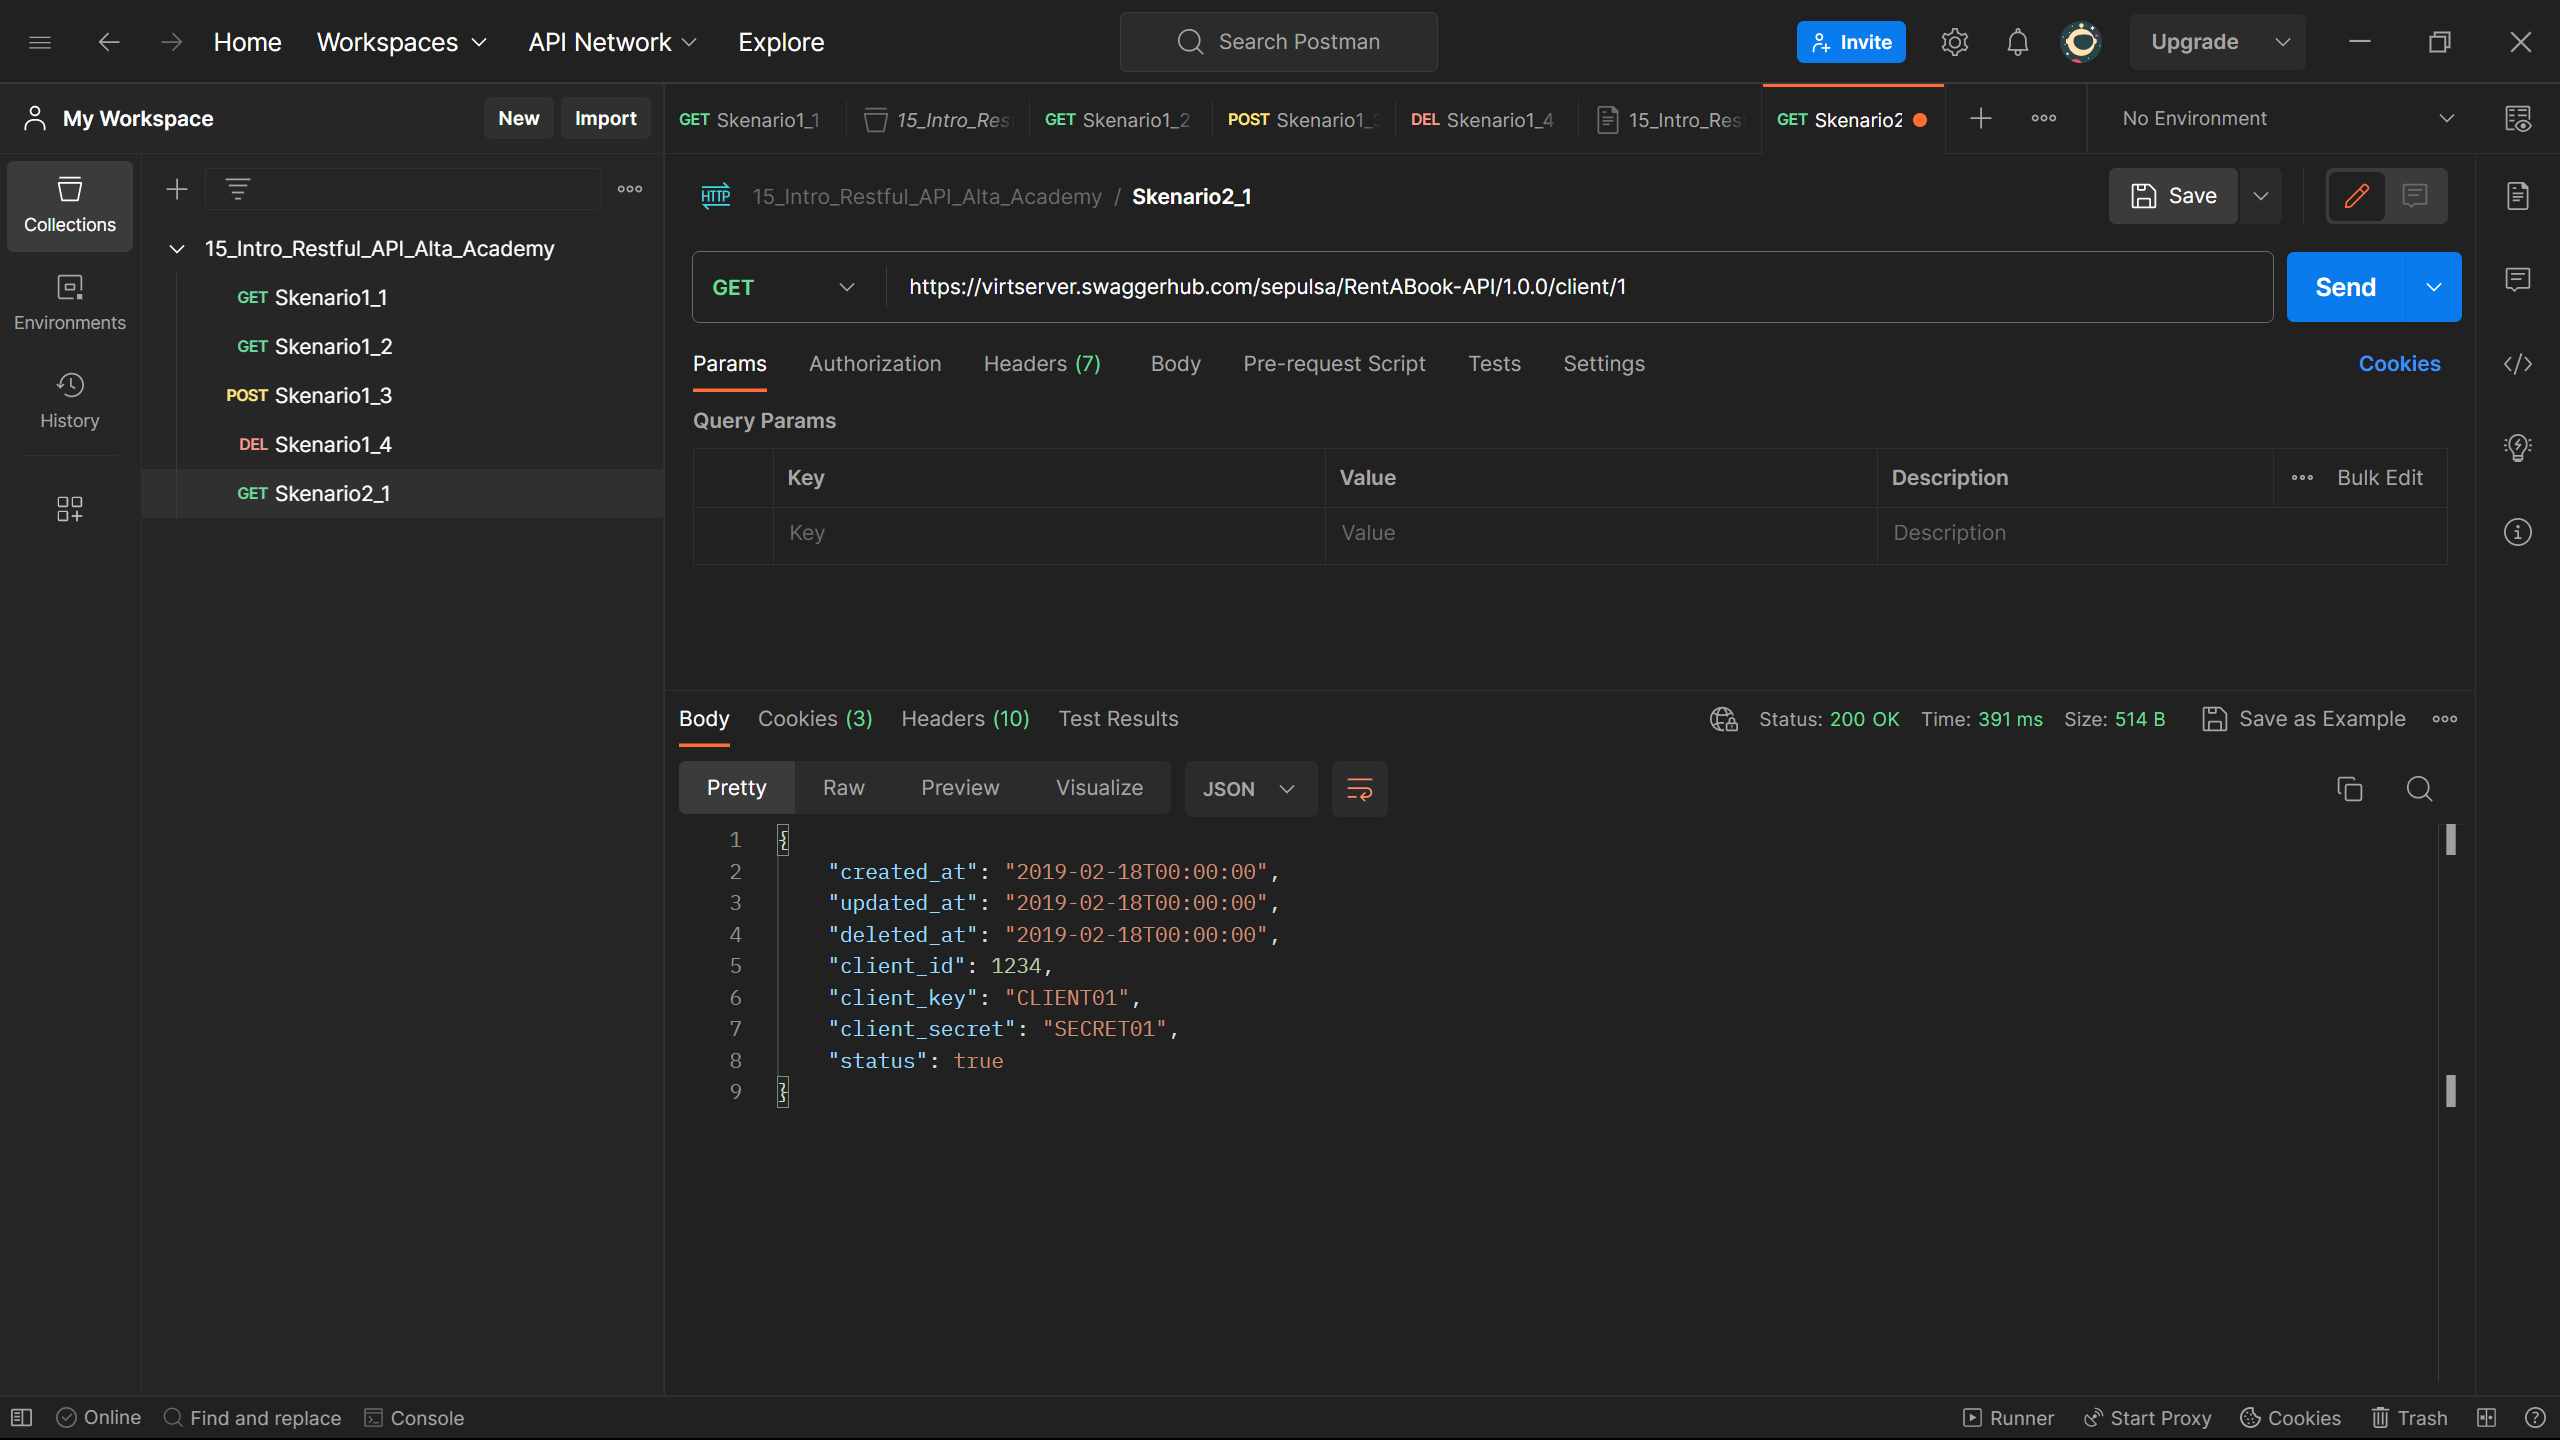 Home Workspaces API Network Explore Search Postman Invite Upgrade
My Workspace New Import
GET Skenario1_1 15_Intro_Res GET Skenario1_2 POST Skenario1_3 DEL Skenario1_4 15_Intro_Res GET Skenario2 No Environment
Collections
Environments
History
15_Intro_Restful_API_Alta_Academy
GET Skenario1_1
GET Skenario1_2
POST Skenario1_3
DEL Skenario1_4
GET Skenario2_1
HTTP 15_Intro_Restful_API_Alta_Academy / Skenario2_1 Save
GET https://virtserver.swaggerhub.com/sepulsa/RentABook-API/1.0.0/client/1 Send
Params Authorization Headers (7) Body Pre-request Script Tests Settings Cookies
Query Params
Key Value Description Bulk Edit
Key Value Description
Body Cookies (3) Headers (10) Test Results Status: 200 OK Time: 391 ms Size: 514 B Save as Example
Pretty Raw Preview Visualize JSON
1 {
2 "created_at": "2019-02-18T00:00:00",
3 "updated_at": "2019-02-18T00:00:00",
4 "deleted_at": "2019-02-18T00:00:00",
5 "client_id": 1234,
6 "client_key": "CLIENT01",
7 "client_secret": "SECRET01",
8 "status": true
9 }
Online Find and replace Console Runner Start Proxy Cookies Trash